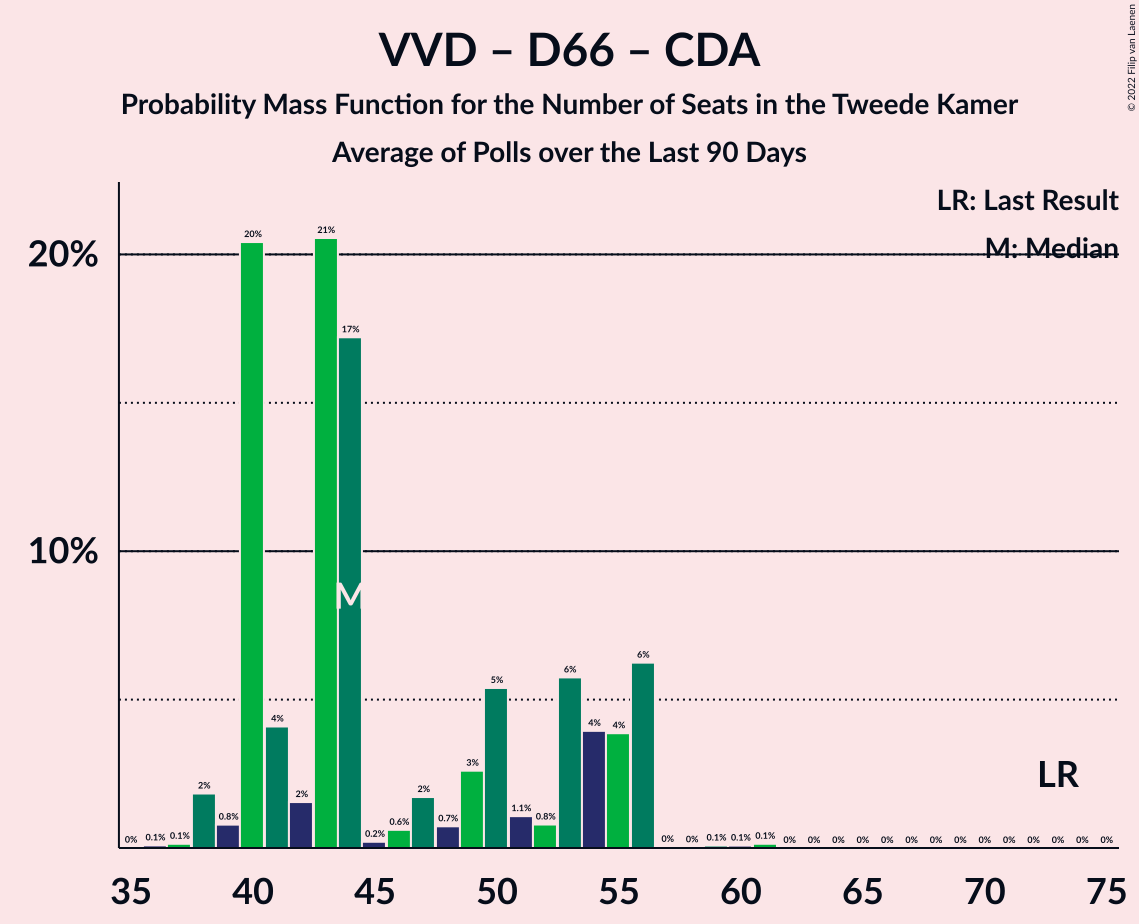 VVD – D66 – CDA
Probability Mass Function for the Number of Seats in the Tweede Kamer
Average of Polls over the Last 90 Days
© 2022 Filip van Laenen
LR: Last Result
M: Median
20%
10%
0% 0.1% 0.1% 2% 0.8% 20% 4% 2% 21% 17% 0.2% 0.6% 2% 0.7% 3% 5% 1.1% 0.8% 6% 4% 4% 6% 0% 0% 0.1% 0.1% 0.1% 0% 0% 0% 0% 0% 0% 0% 0% 0% 0% 0% 0% 0% 0%
M
LR
35 40 45 50 55 60 65 70 75